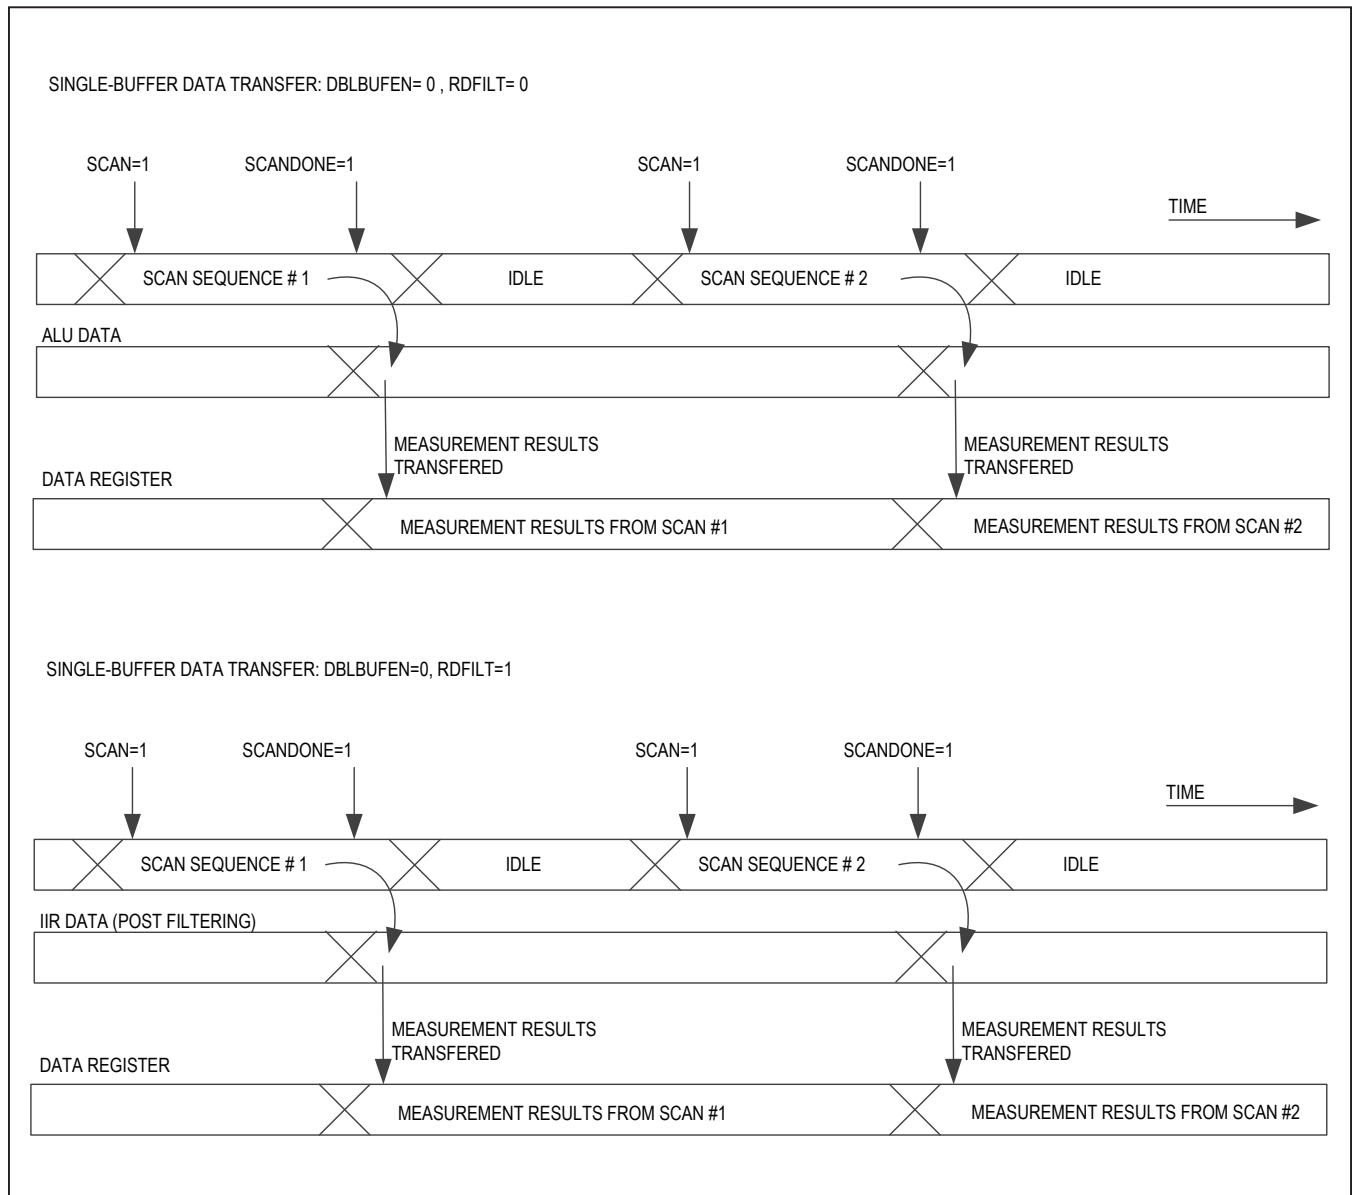 SINGLE-BUFFER DATA TRANSFER: DBLBUFEN= 0 , RDFILT= 0
SCAN=1 SCANDONE=1 SCAN=1 SCANDONE=1
TIME
SCAN SEQUENCE # 1 IDLE SCAN SEQUENCE # 2 IDLE
ALU DATA
MEASUREMENT RESULTS
TRANSFERED
MEASUREMENT RESULTS
TRANSFERED
DATA REGISTER
MEASUREMENT RESULTS FROM SCAN #1 MEASUREMENT RESULTS FROM SCAN #2
SINGLE-BUFFER DATA TRANSFER: DBLBUFEN=0, RDFILT=1
SCAN=1 SCANDONE=1 SCAN=1 SCANDONE=1
TIME
SCAN SEQUENCE # 1 IDLE SCAN SEQUENCE # 2 IDLE
IIR DATA (POST FILTERING)
MEASUREMENT RESULTS
TRANSFERED
MEASUREMENT RESULTS
TRANSFERED
DATA REGISTER
MEASUREMENT RESULTS FROM SCAN #1 MEASUREMENT RESULTS FROM SCAN #2